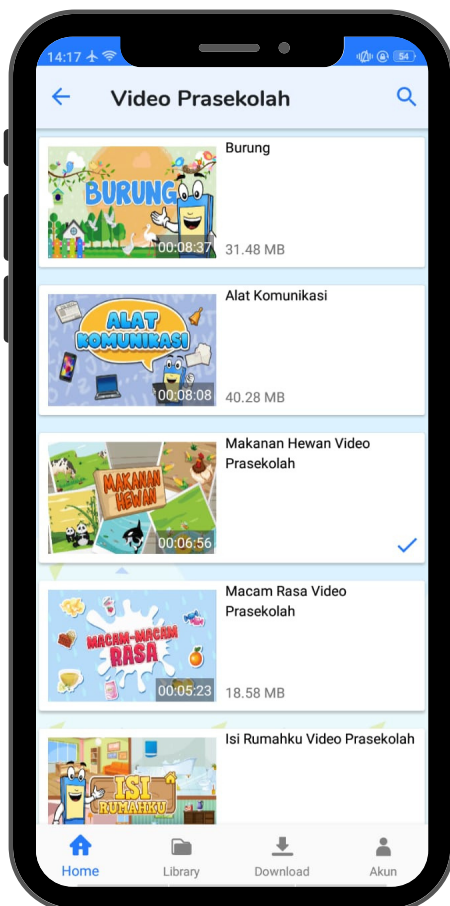 14:17
54
Video Prasekolah
BURUNG
00:08:37
Burung
31.48 MB
ALAT
KOMUNIKASI
00:08:08
Alat Komunikasi
40.28 MB
MAKANAN
HEWAN
00:06:56
Makanan Hewan Video
Prasekolah
MACAM-MACAM
RASA
00:05:23
Macam Rasa Video
Prasekolah
18.58 MB
ISI
RUMAHKU
Isi Rumahku Video Prasekolah
Home
Library
Download
Akun